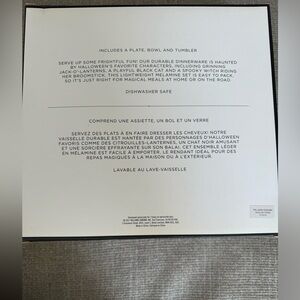 INCLUDES A PLATE, BOWL AND TUMBLER
SERVE UP SOME FRIGHTFUL FUN! OUR DURABLE DINNERWARE IS HAUNTED
BY HALLOWEEN'S FAVORITE CHARACTERS, INCLUDING GRINNING
JACK-O'-LANTERNS, A PLAYFUL BLACK CAT AND A SPOOKY WITCH RIDING
HER BROOMSTICK. THIS LIGHTWEIGHT MELAMINE SET IS EASY TO PACK,
SO IT'S JUST RIGHT FOR MAGICAL MEALS AT HOME OR ON THE ROAD.
DISHWASHER SAFE
COMPREND UNE ASSIETTE, UN BOL ET UN VERRE
SERVEZ DES PLATS À EN FAIRE DRESSER LES CHEVEUX! NOTRE
VAISSELLE DURABLE EST HANTÉE PAR DES PERSONNAGES D'HALLOWEEN
FAVORIS COMME DES CITROUILLES-LANTERNES, UN CHAT NOIR AMUSANT
ET UNE SORCIÈRE EFFRAYANTE SUR SON BALAI. CET ENSEMBLE LÉGER
EN MÉLAMINE EST FACILE À EMPORTER, LE RENDANT IDÉAL POUR DES
REPAS MAGIQUES À LA MAISON OU À L'EXTÉRIEUR.
LAVABLE AU LAVE-VAISSELLE